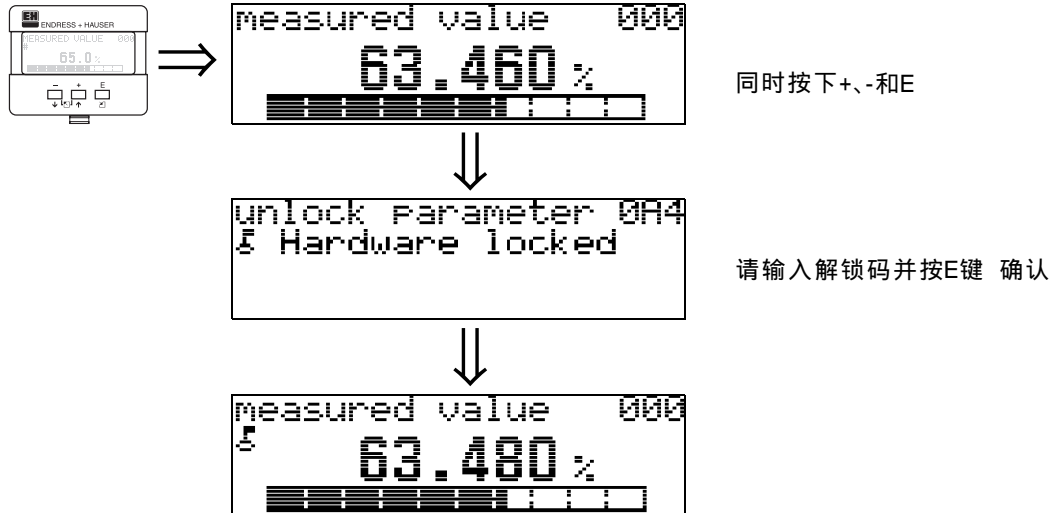 EH ENDRESS + HAUSER
MEASURED VALUE 000
#
65.0 %
- + E
measured value 000
63.460 %
同时按下+、-和E
unlock parameter 0A4
Hardware locked
请输入解锁码并按E键 确认
measured value 000
63.480 %